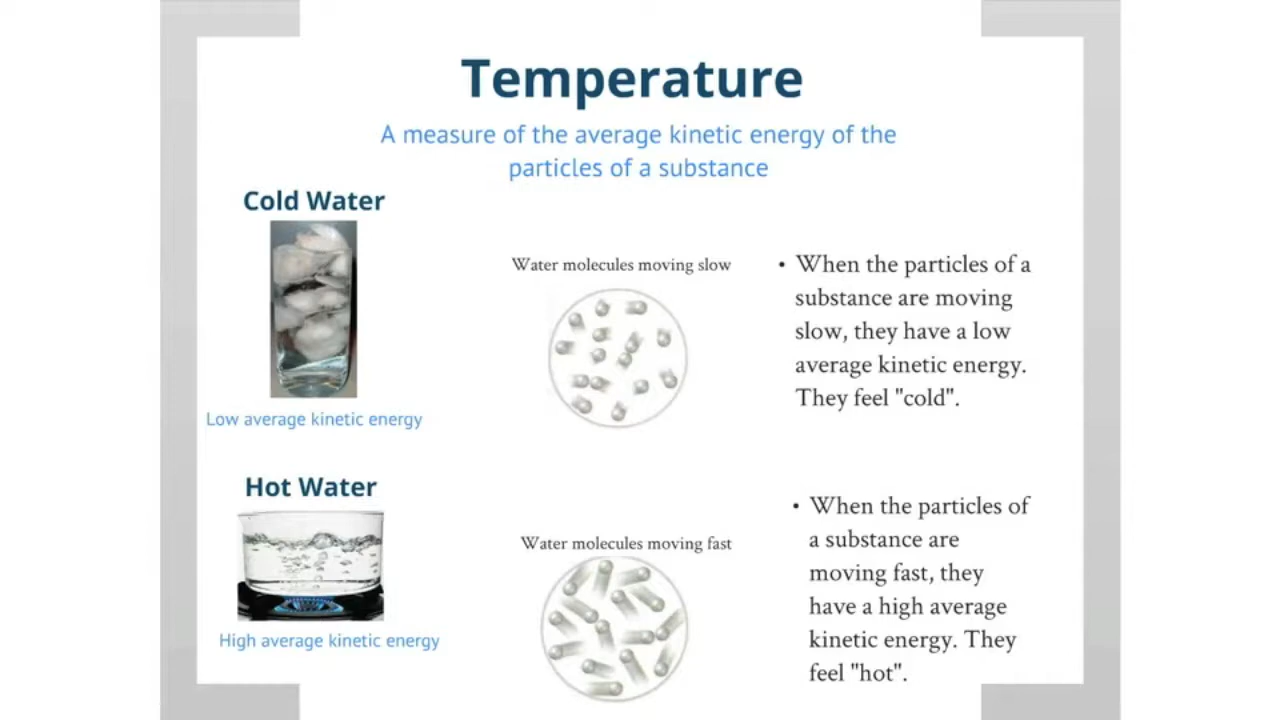 Temperature
A measure of the average kinetic energy of the
particles of a substance
Cold Water
Low average kinetic energy
Water molecules moving slow
• When the particles of a
substance are moving
slow, they have a low
average kinetic energy.
They feel "cold".
Hot Water
High average kinetic energy
Water molecules moving fast
• When the particles of
a substance are
moving fast, they
have a high average
kinetic energy. They
feel "hot".